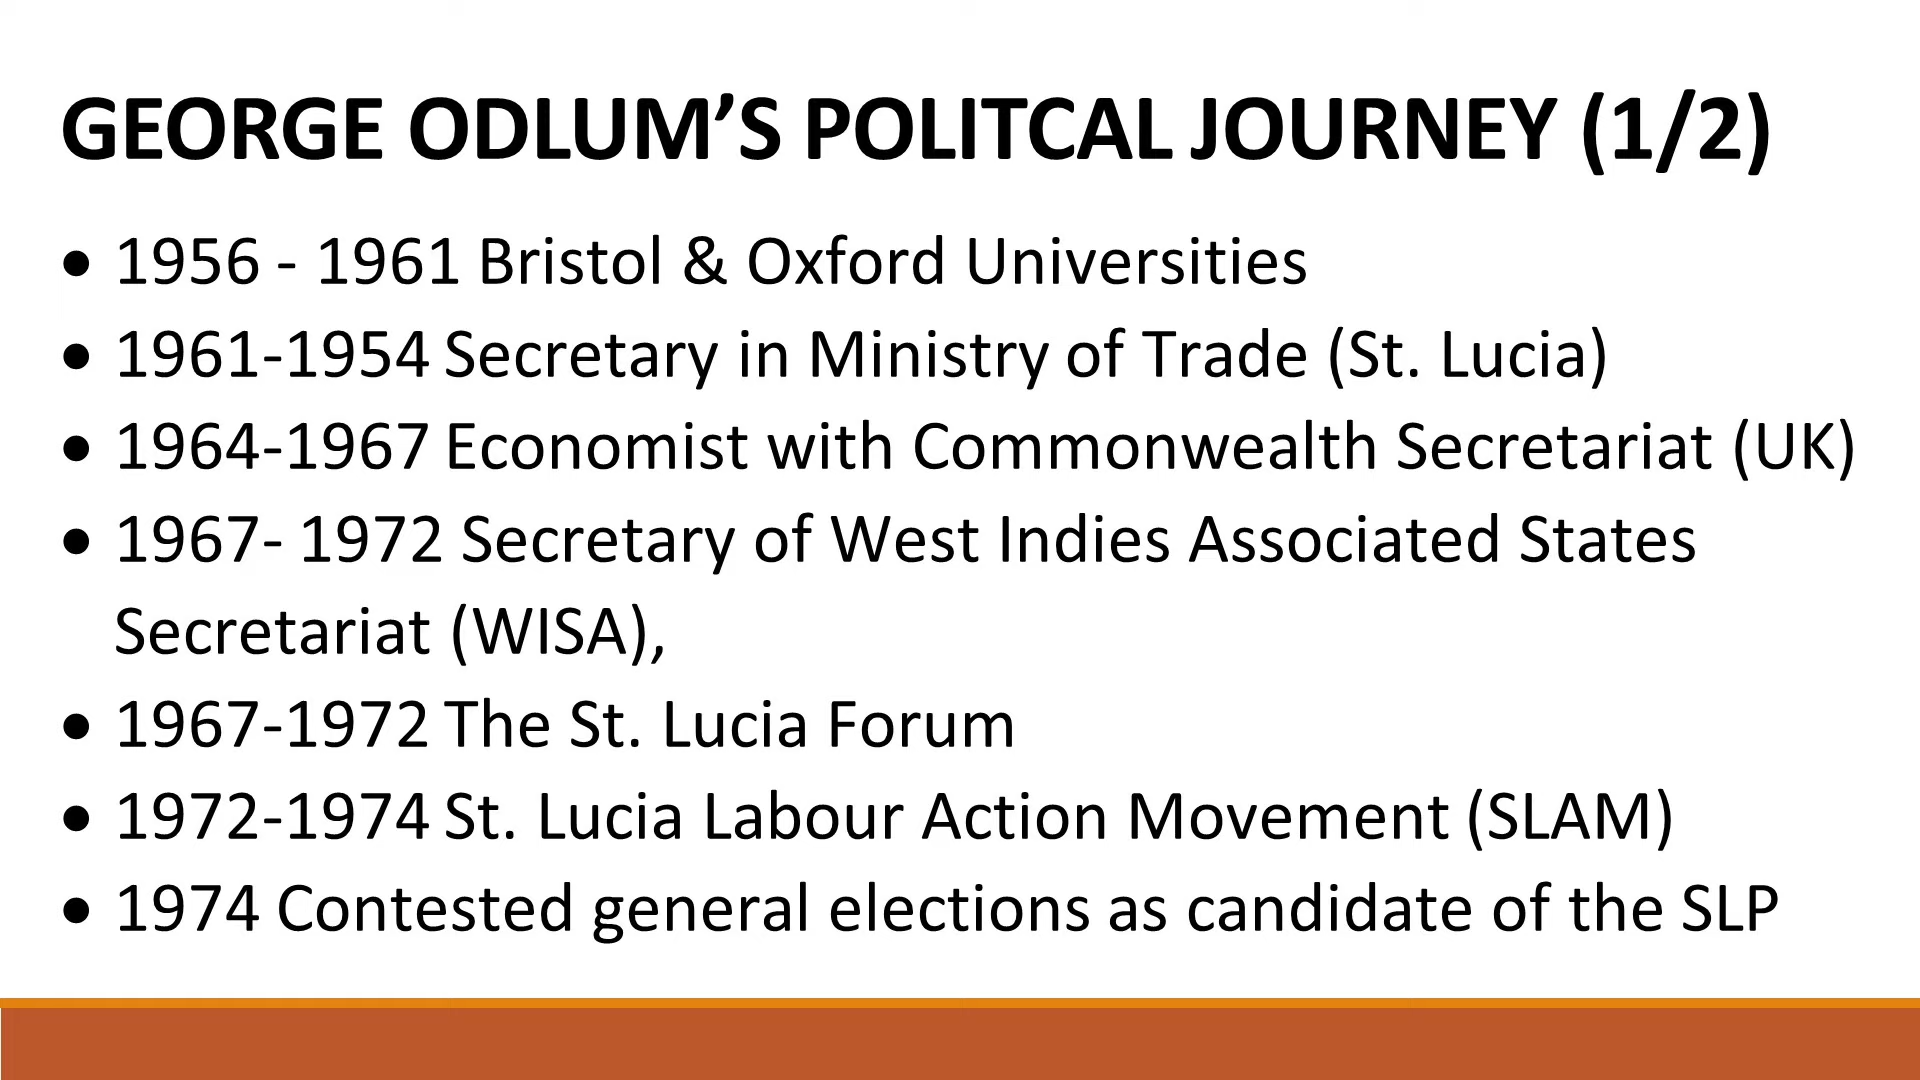 GEORGE ODLUM’S POLITCAL JOURNEY (1/2)
• 1956 - 1961 Bristol & Oxford Universities
• 1961-1954 Secretary in Ministry of Trade (St. Lucia)
• 1964-1967 Economist with Commonwealth Secretariat (UK)
• 1967- 1972 Secretary of West Indies Associated States
Secretariat (WISA),
• 1967-1972 The St. Lucia Forum
• 1972-1974 St. Lucia Labour Action Movement (SLAM)
• 1974 Contested general elections as candidate of the SLP